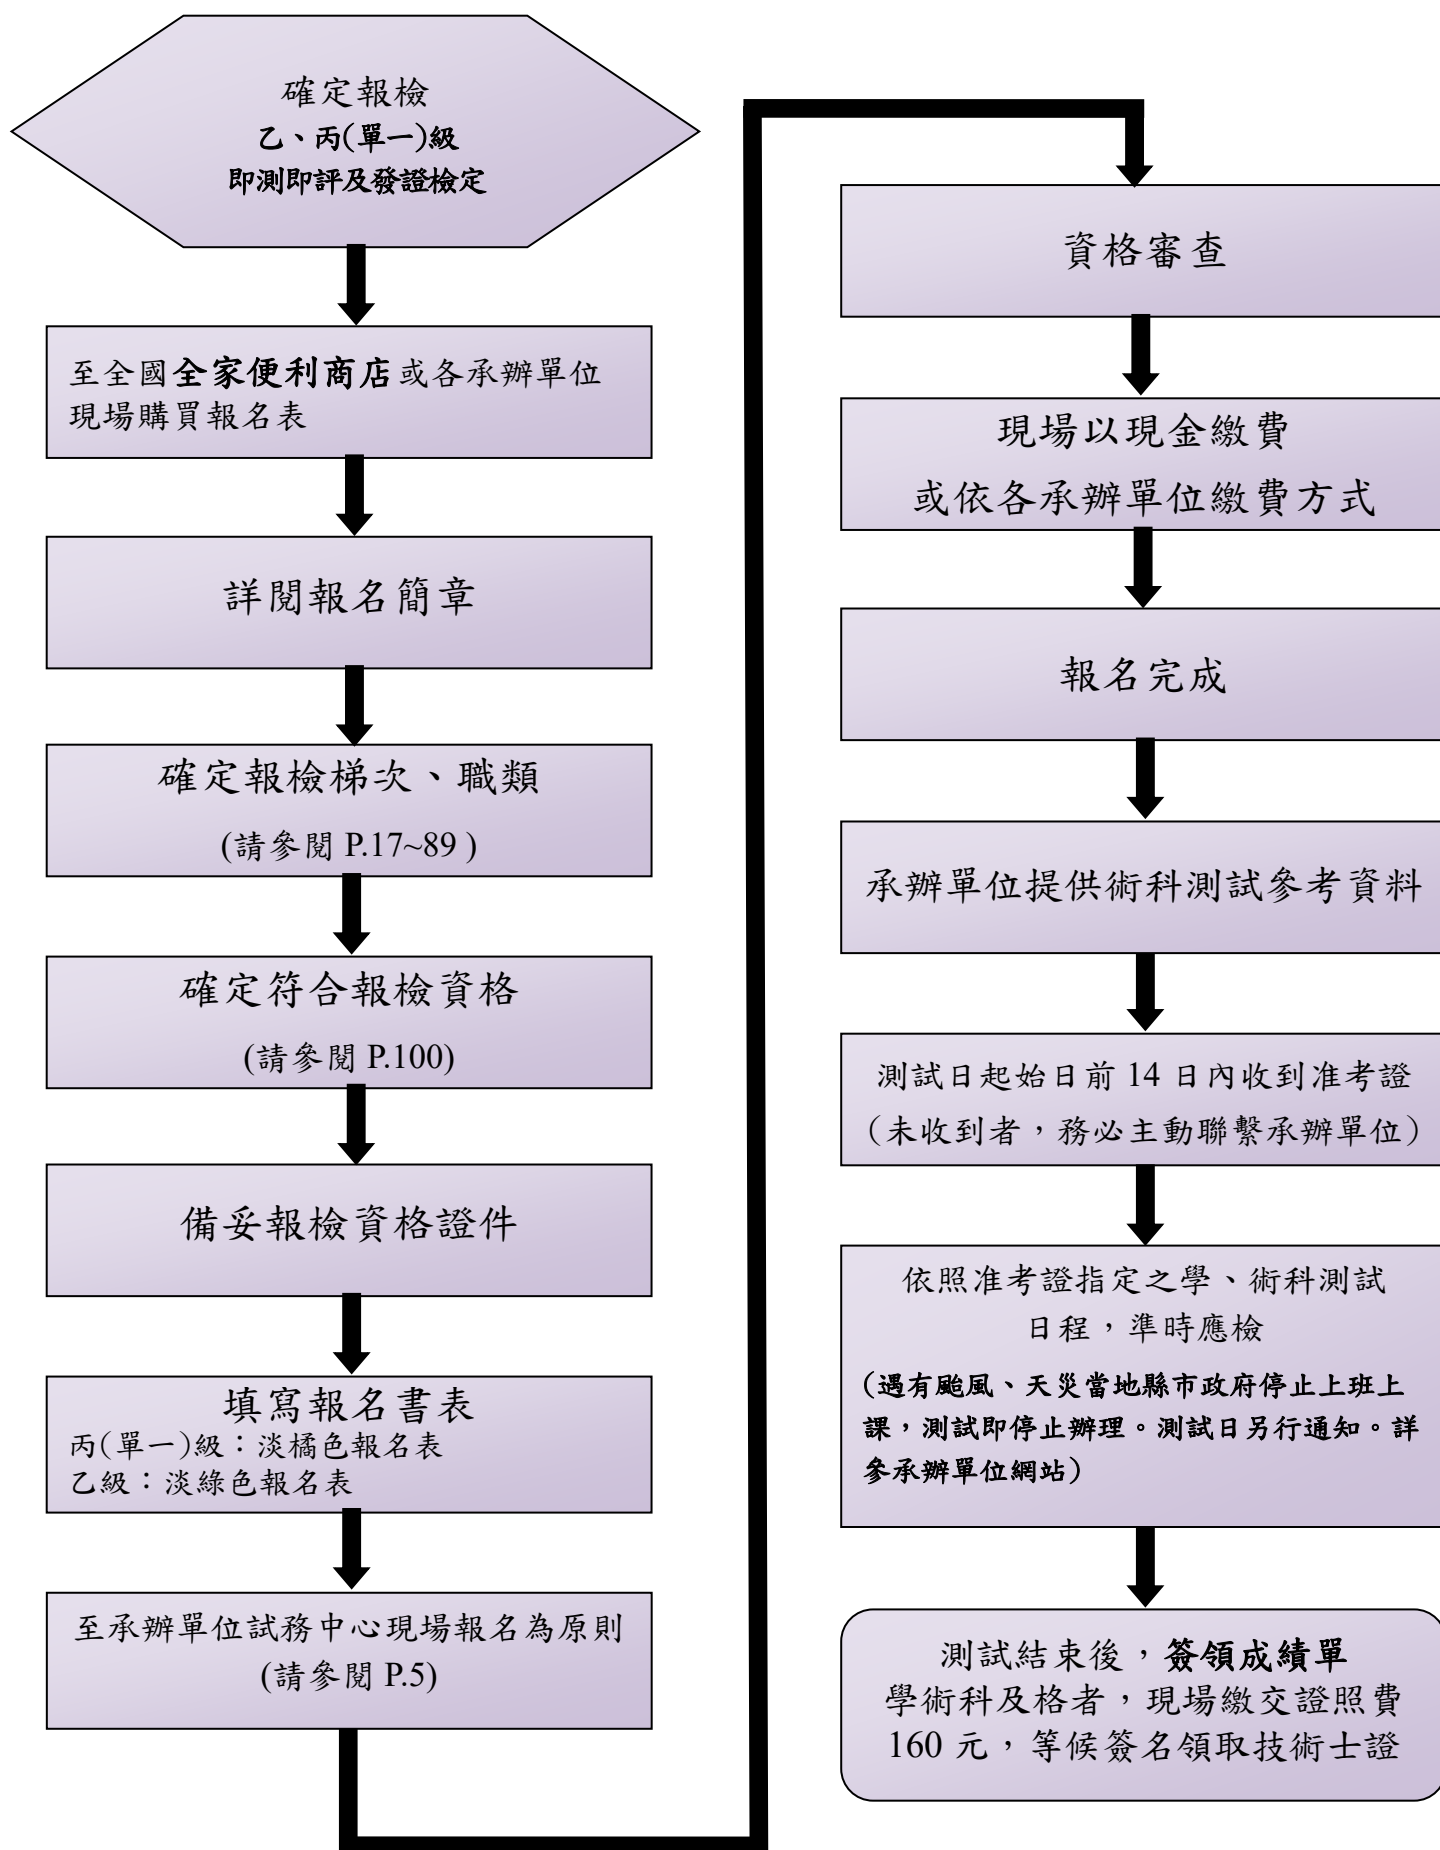 確定報檢
乙、丙(單一)級
即測即評及發證檢定
至全國全家便利商店或各承辦單位
現場購買報名表
詳閱報名簡章
確定報檢梯次、職類
(請參閱 P.17~89 )
確定符合報檢資格
(請參閱 P.100)
備妥報檢資格證件
填寫報名書表
丙(單一)級：淡橘色報名表
乙級：淡綠色報名表
至承辦單位試務中心現場報名為原則
(請參閱 P.5)
資格審查
現場以現金繳費
或依各承辦單位繳費方式
報名完成
承辦單位提供術科測試參考資料
測試日起始日前 14 日內收到准考證
（未收到者，務必主動聯繫承辦單位）
依照准考證指定之學、術科測試
日程，準時應檢
（遇有颱風、天災當地縣市政府停止上班上
課，測試即停止辦理。測試日另行通知。詳
參承辦單位網站）
測試結束後，簽領成績單
學術科及格者，現場繳交證照費
160 元，等候簽名領取技術士證